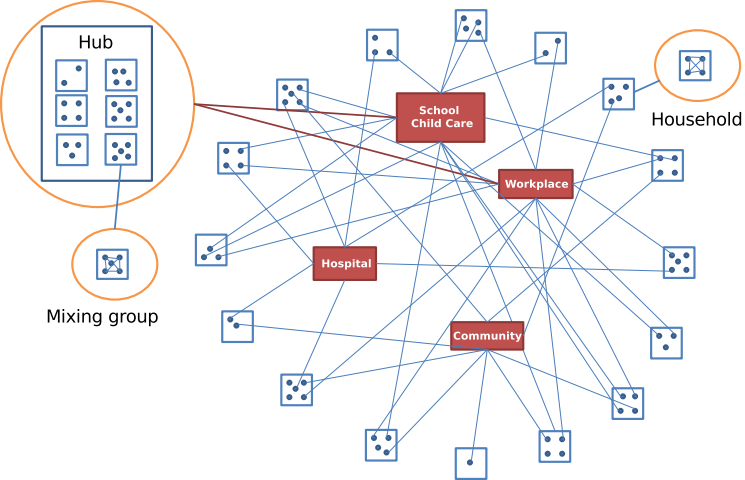 Hub
School
Child Care
Household
Workplace
Hospital
Mixing group
Community